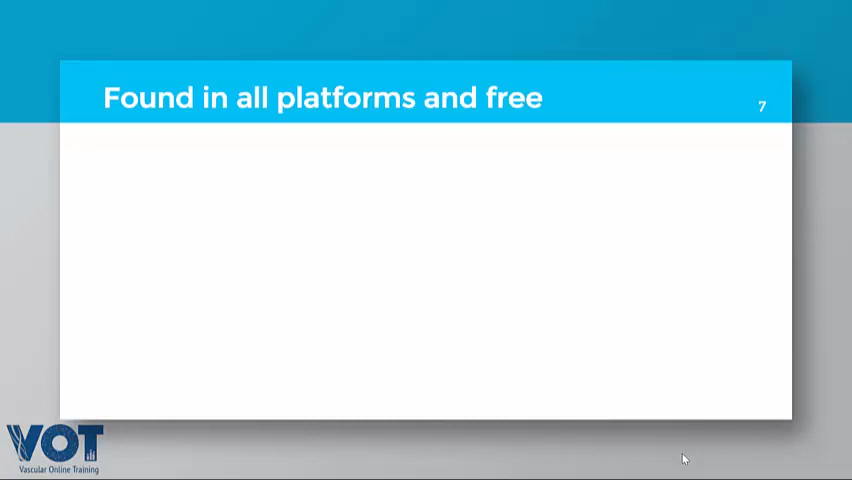 Found in all platforms and free
7
VOT
Vascular Online Training